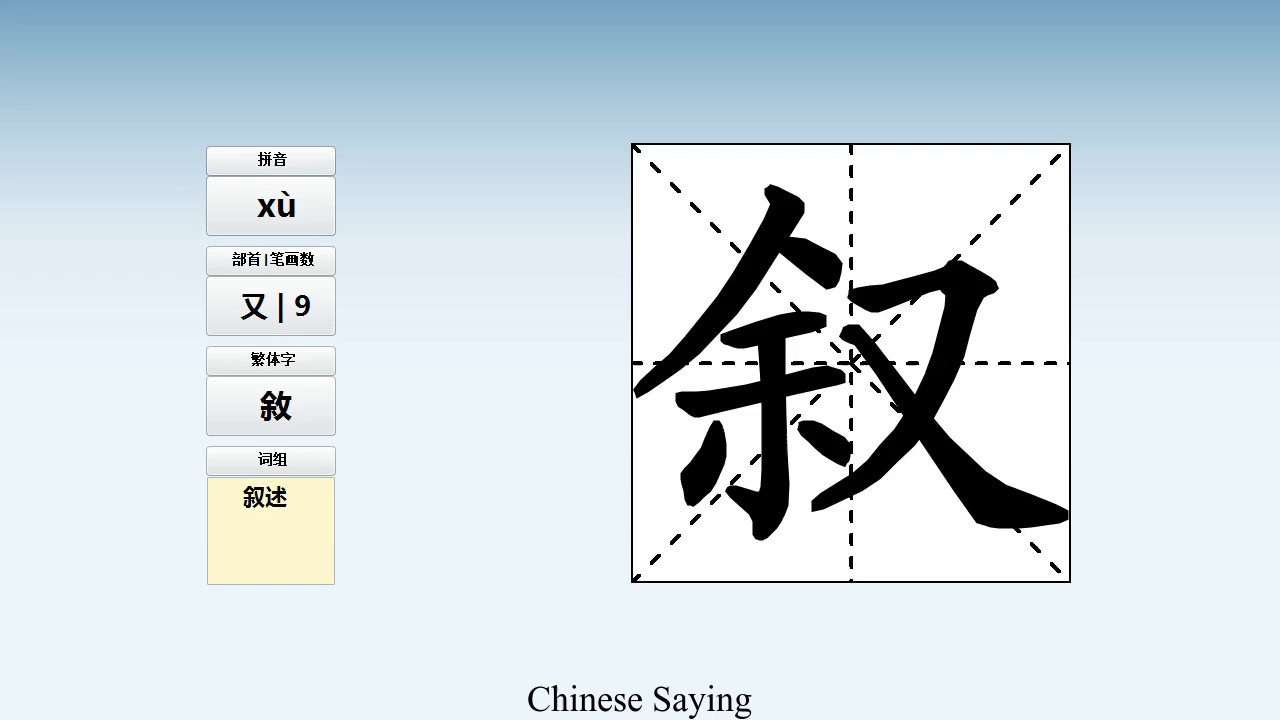 拼音
xù
部首|笔画数
又 | 9
繁体字
敘
词组
叙述
叙
Chinese Saying